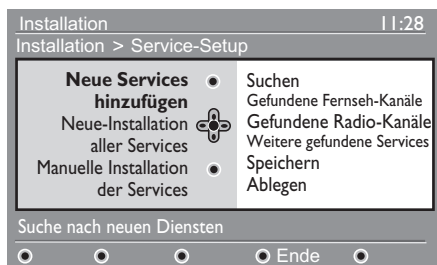 Installation 11:28
Installation > Service-Setup
Neue Services
hinzufügen
Neue-Installation
aller Services
Manuelle Installation
der Services
Suchen
Gefundene Fernseh-Kanäle
Gefundene Radio-Kanäle
Weitere gefundene Services
Speichern
Ablegen
Suche nach neuen Diensten
Ende